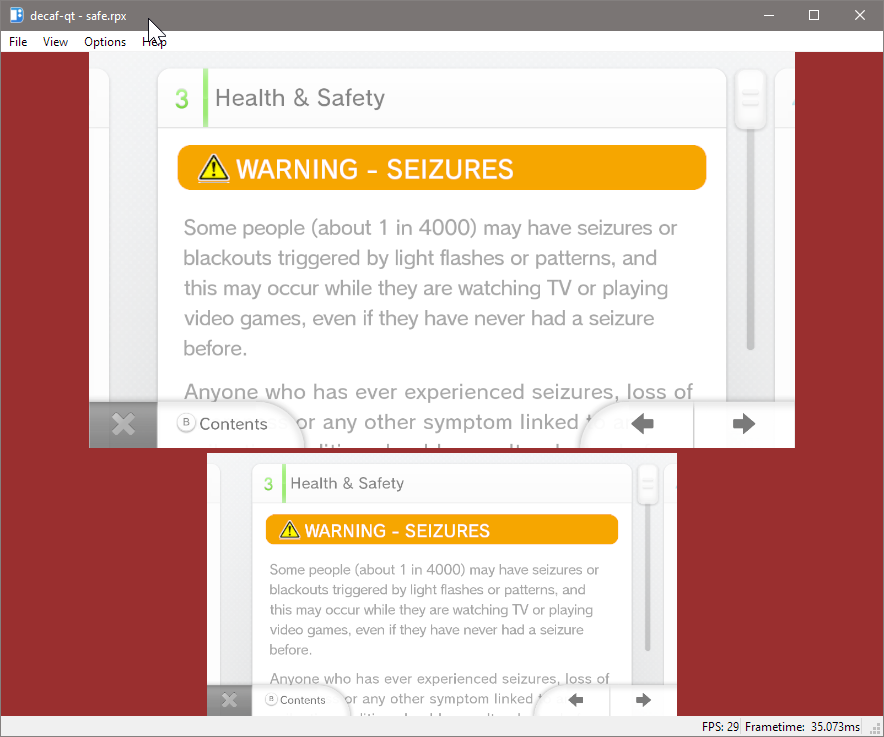 decaf-qt - safe.rpx
File View Options Help
3 Health & Safety
WARNING - SEIZURES
Some people (about 1 in 4000) may have seizures or
blackouts triggered by light flashes or patterns, and
this may occur while they are watching TV or playing
video games, even if they have never had a seizure
before.
Anyone who has ever experienced seizures, loss of
or any other symptom linked
B Contents
3 Health & Safety
WARNING - SEIZURES
Some people (about 1 in 4000) may have seizures or
blackouts triggered by light flashes or patterns, and
this may occur while they are watching TV or playing
video games, even if they have never had a seizure
before.
Anyone who has ever experienced seizures, loss of
or any other symptom linked
B Contents
FPS: 29 Frametime: 35.073ms